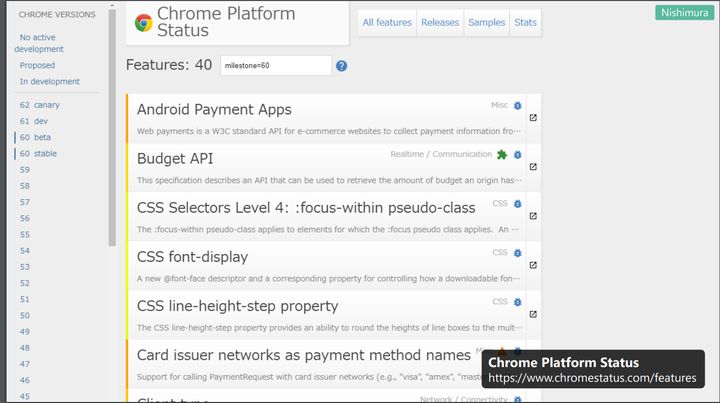 CHROME VERSIONS
No active
development
Proposed
In development
62 canary
61 dev
60 beta
60 stable
59
58
57
56
55
54
53
52
51
50
49
48
47
46
45
Chrome Platform
Status
All features
Releases
Samples
Stats
Nishimura
Features: 40
milestone=60
?
Android Payment Apps
Misc
Web payments is a W3C standard API for e-commerce websites to collect payment information fro…
Budget API
Realtime / Communication
This specification describes an API that can be used to retrieve the amount of budget an origin has…
CSS Selectors Level 4: :focus-within pseudo-class
CSS
The :focus-within pseudo-class applies to elements for which the :focus pseudo class applies. An …
CSS font-display
CSS
A new @font-face descriptor and a corresponding property for controlling how a downloadable fon…
CSS line-height-step property
CSS
The CSS line-height-step property provides an ability to round the heights of line boxes to the mult…
Card issuer networks as payment method names
Support for calling PaymentRequest with card issuer networks (e.g., "visa", "amex",
Client type
Network / Connectivity
Chrome Platform Status
https://www.chromestatus.com/features